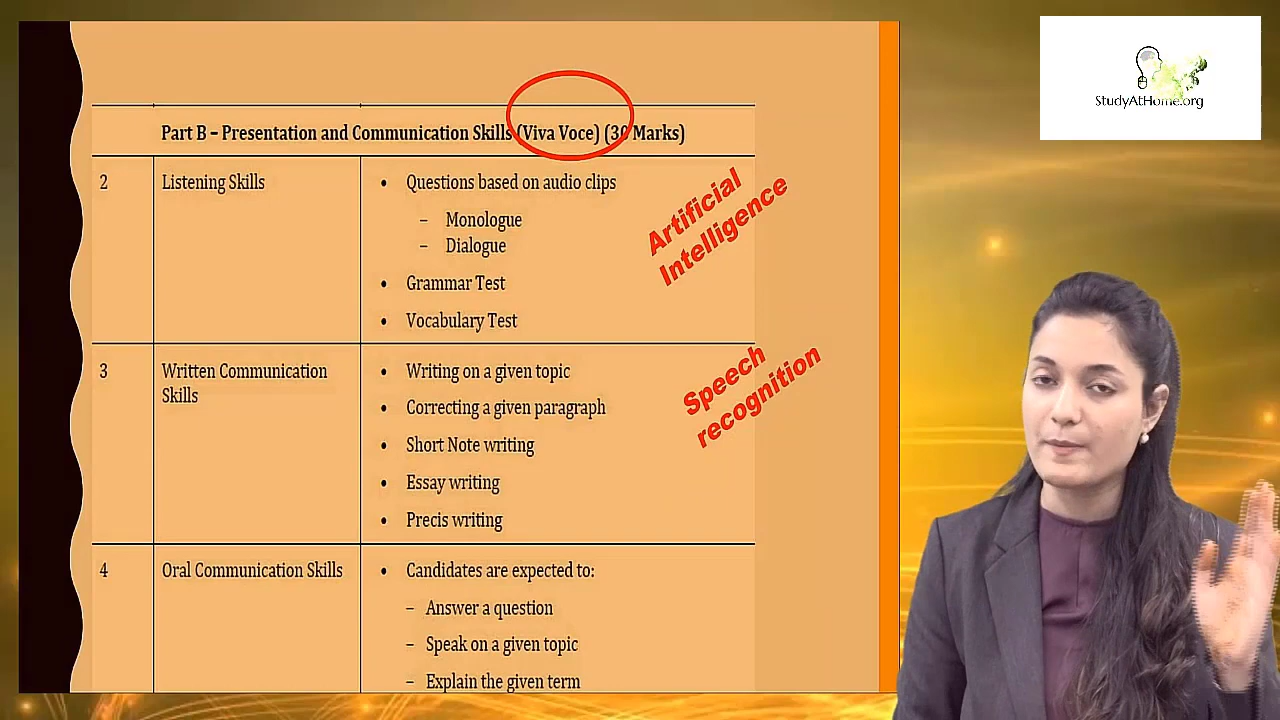 StudyAtHome.org
Part B – Presentation and Communication Skills (Viva Voce) (30 Marks)
2 Listening Skills • Questions based on audio clips
– Monologue
– Dialogue
• Grammar Test
• Vocabulary Test
Artificial
Intelligence
3 Written Communication
Skills
• Writing on a given topic
• Correcting a given paragraph
• Short Note writing
• Essay writing
• Precis writing
Speech
recognition
4 Oral Communication Skills • Candidates are expected to:
– Answer a question
– Speak on a given topic
– Explain the given term